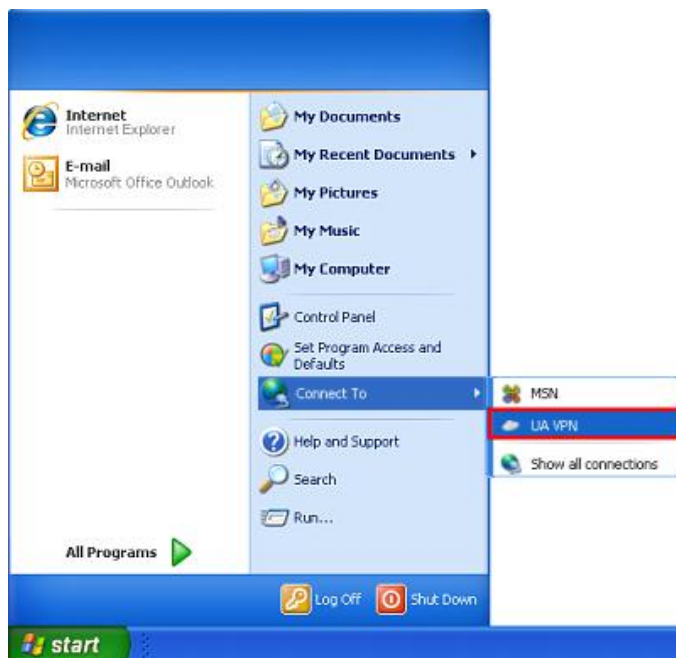 Internet
Internet Explorer
E-mail
Microsoft Office Outlook
All Programs
My Documents
My Recent Documents
My Pictures
My Music
My Computer
Control Panel
Set Program Access and
Defaults
Connect To
Help and Support
Search
Run...
MSN
UA VPN
Show all connections
Log Off
Shut Down
start